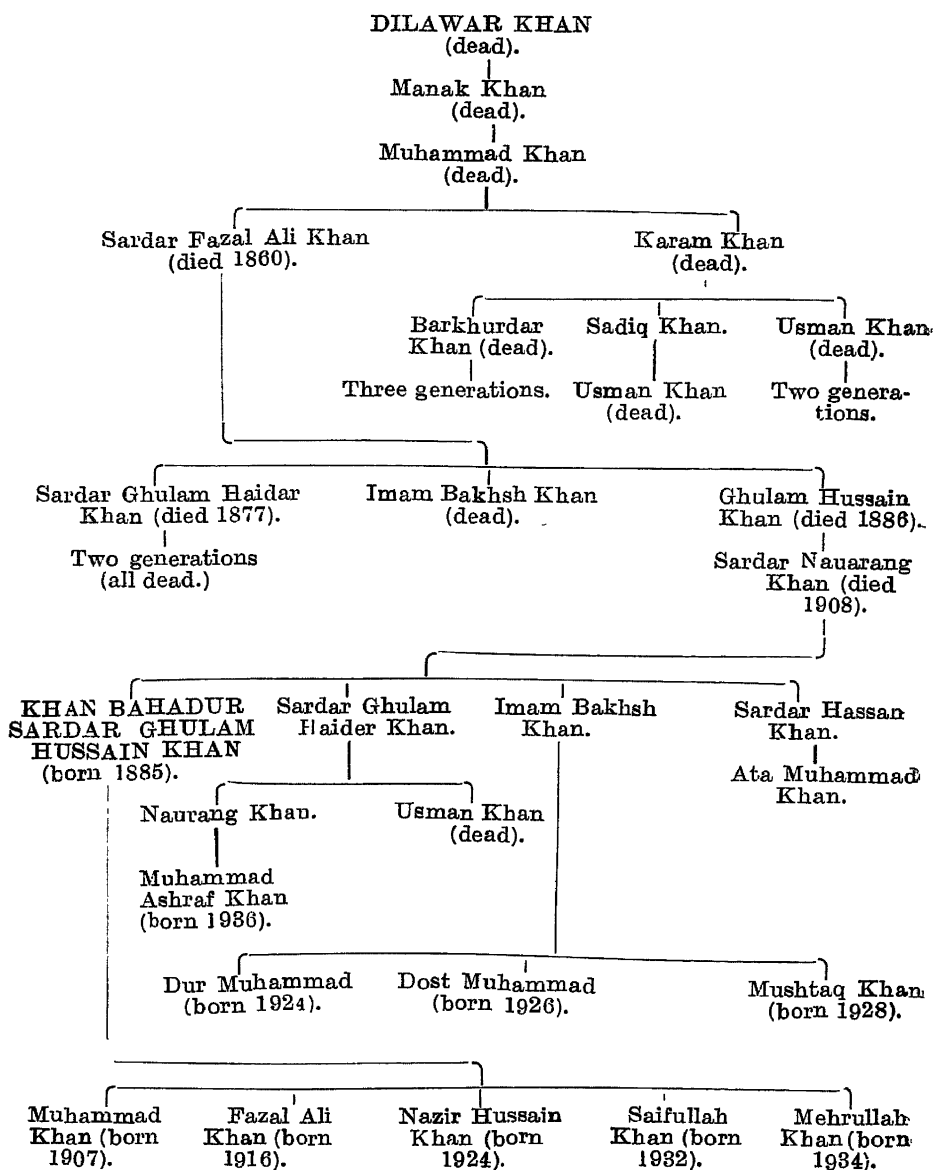 DILAWAR KHAN
(dead).
Manak Khan
(dead).
Muhammad Khan
(dead).
Sardar Fazal Ali Khan
(died 1860).
Karam Khan
(dead).
Barkhurdar
Khan (dead).
Sadiq Khan.
Usman Khan
(dead).
Three generations.
Usman Khan
(dead).
Two genera-
tions.
Sardar Ghulam Haidar
Khan (died 1877).
Imam Bakhsh Khan
(dead).
Ghulam Hussain
Khan (died 1886).
Two generations
(all dead.)
Sardar Nauarang
Khan (died
1908).
KHAN BAHADUR
SARDAR GHULAM
HUSSAIN KHAN
(born 1885).
Sardar Ghulam
Haider Khan.
Imam Bakhsh
Khan.
Sardar Hassan
Khan.
Ata Muhammad
Khan.
Naurang Khan.
Usman Khan
(dead).
Muhammad
Ashraf Khan
(born 1936).
Dur Muhammad
(born 1924).
Dost Muhammad
(born 1926).
Mushtaq Khan
(born 1928).
Muhammad
Khan (born
1907).
Fazal Ali
Khan (born
1916).
Nazir Hussain
Khan (born
1924).
Saifullah
Khan (born
1932).
Mehrullah
Khan (born
1934).